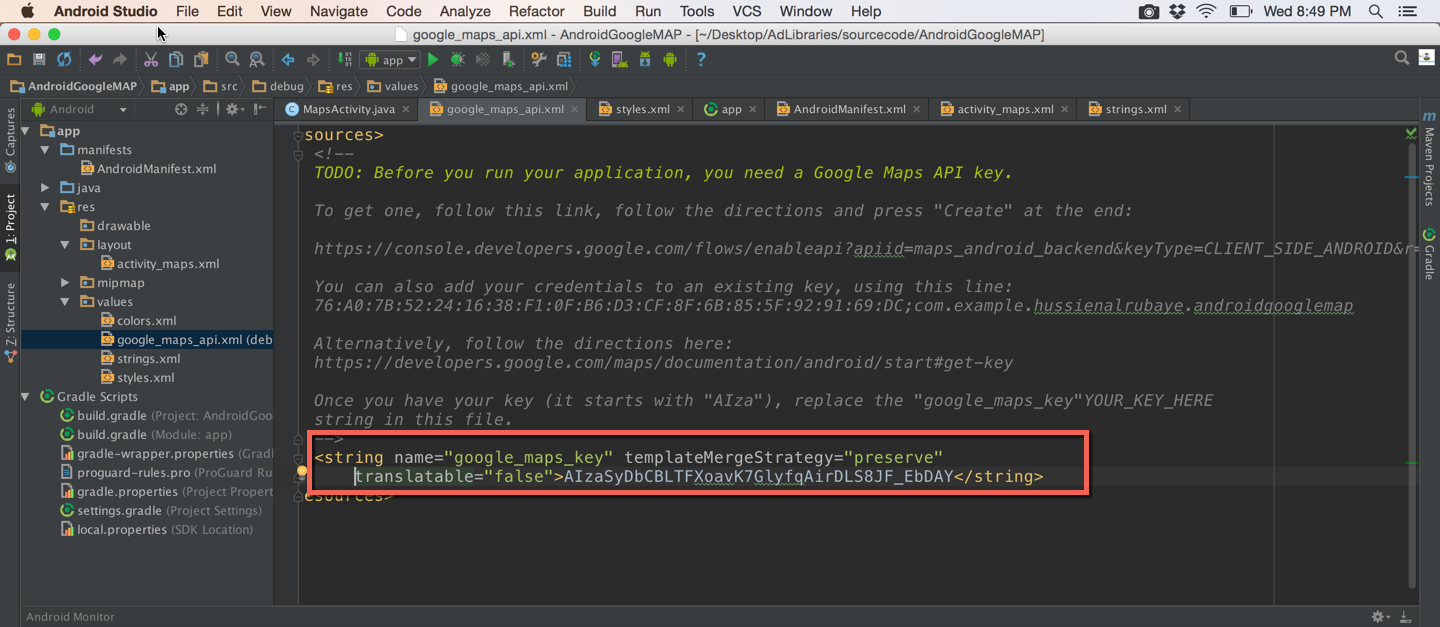 Android Studio File Edit View Navigate Code Analyze Refactor Build Run Tools VCS Window Help Wed 8:49 PM
google_maps_api.xml - AndroidGoogleMAP - [~/Desktop/AdLibraries/sourcecode/AndroidGoogleMAP]
app
AndroidGoogleMAP app src debug res values google_maps_api.xml
Android
MapsActivity.java google_maps_api.xml styles.xml app AndroidManifest.xml activity_maps.xml strings.xml
Captures
1: Project
Z: Structure
app
manifests
AndroidManifest.xml
java
res
drawable
layout
activity_maps.xml
mipmap
values
colors.xml
google_maps_api.xml (deb
strings.xml
styles.xml
Gradle Scripts
build.gradle (Project: AndroidGoo
build.gradle (Module: app)
gradle-wrapper.properties (Gradl
proguard-rules.pro (ProGuard Ru
gradle.properties (Project Propert
settings.gradle (Project Settings)
local.properties (SDK Location)
sources>
<!--
TODO: Before you run your application, you need a Google Maps API key.
To get one, follow this link, follow the directions and press "Create" at the end:
https://console.developers.google.com/flows/enableapi?apiid=maps_android_backend&keyType=CLIENT_SIDE_ANDROID&r=
You can also add your credentials to an existing key, using this line:
76:A0:7B:52:24:16:38:F1:0F:B6:D3:CF:8F:6B:85:5F:92:91:69:DC;com.example.hussienalrubaye.androidgooglemap
Alternatively, follow the directions here:
https://developers.google.com/maps/documentation/android/start#get-key
Once you have your key (it starts with "AIza"), replace the "google_maps_key"YOUR_KEY_HERE
string in this file.
-->
<string name="google_maps_key" templateMergeStrategy="preserve"
translatable="false">AIzaSyDbCBLTFXoavK7GlyfqAirDLS8JF_EbDAY</string>
esources>
m
Maven Projects
Gradle
Android Monitor